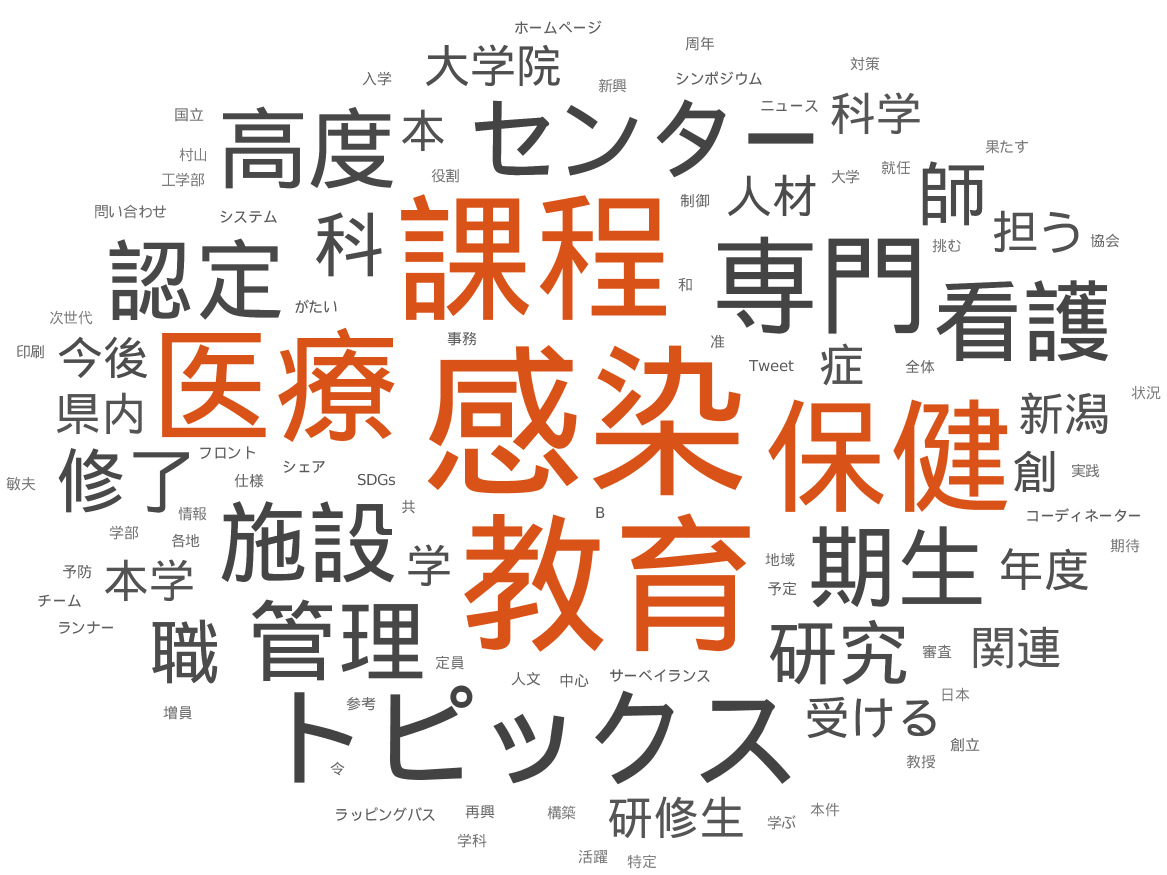 ホームページ
周年
大学院
対策
入学
シンポジウム
新興
ニュース
国立
高度
本
センター
科学
村山
果たす
工学部
役割
大学
就任
師
問い合わせ
システム
科
課程
制御
人材
担う
協会
認定
専門
挑む
和
看護
がたい
次世代
印刷
今後
医療
事務
感染
准
Tweet
症
全体
状況
県内
保健
新潟
フロント
シェア
創
実践
敏夫
修了
仕様
SDGs
情報
施設
共
B
コーディネーター
学部
各地
教育
期生
期待
予防
本学
学
地域
年度
チーム
予定
ランナー
職
管理
研究
審査
関連
定員
人文
中心
サーベイランス
増員
参考
トピックス
受ける
日本
創立
令
教授
ラッピングバス
再興
構築
研修生
学ぶ
本件
学科
活躍
特定